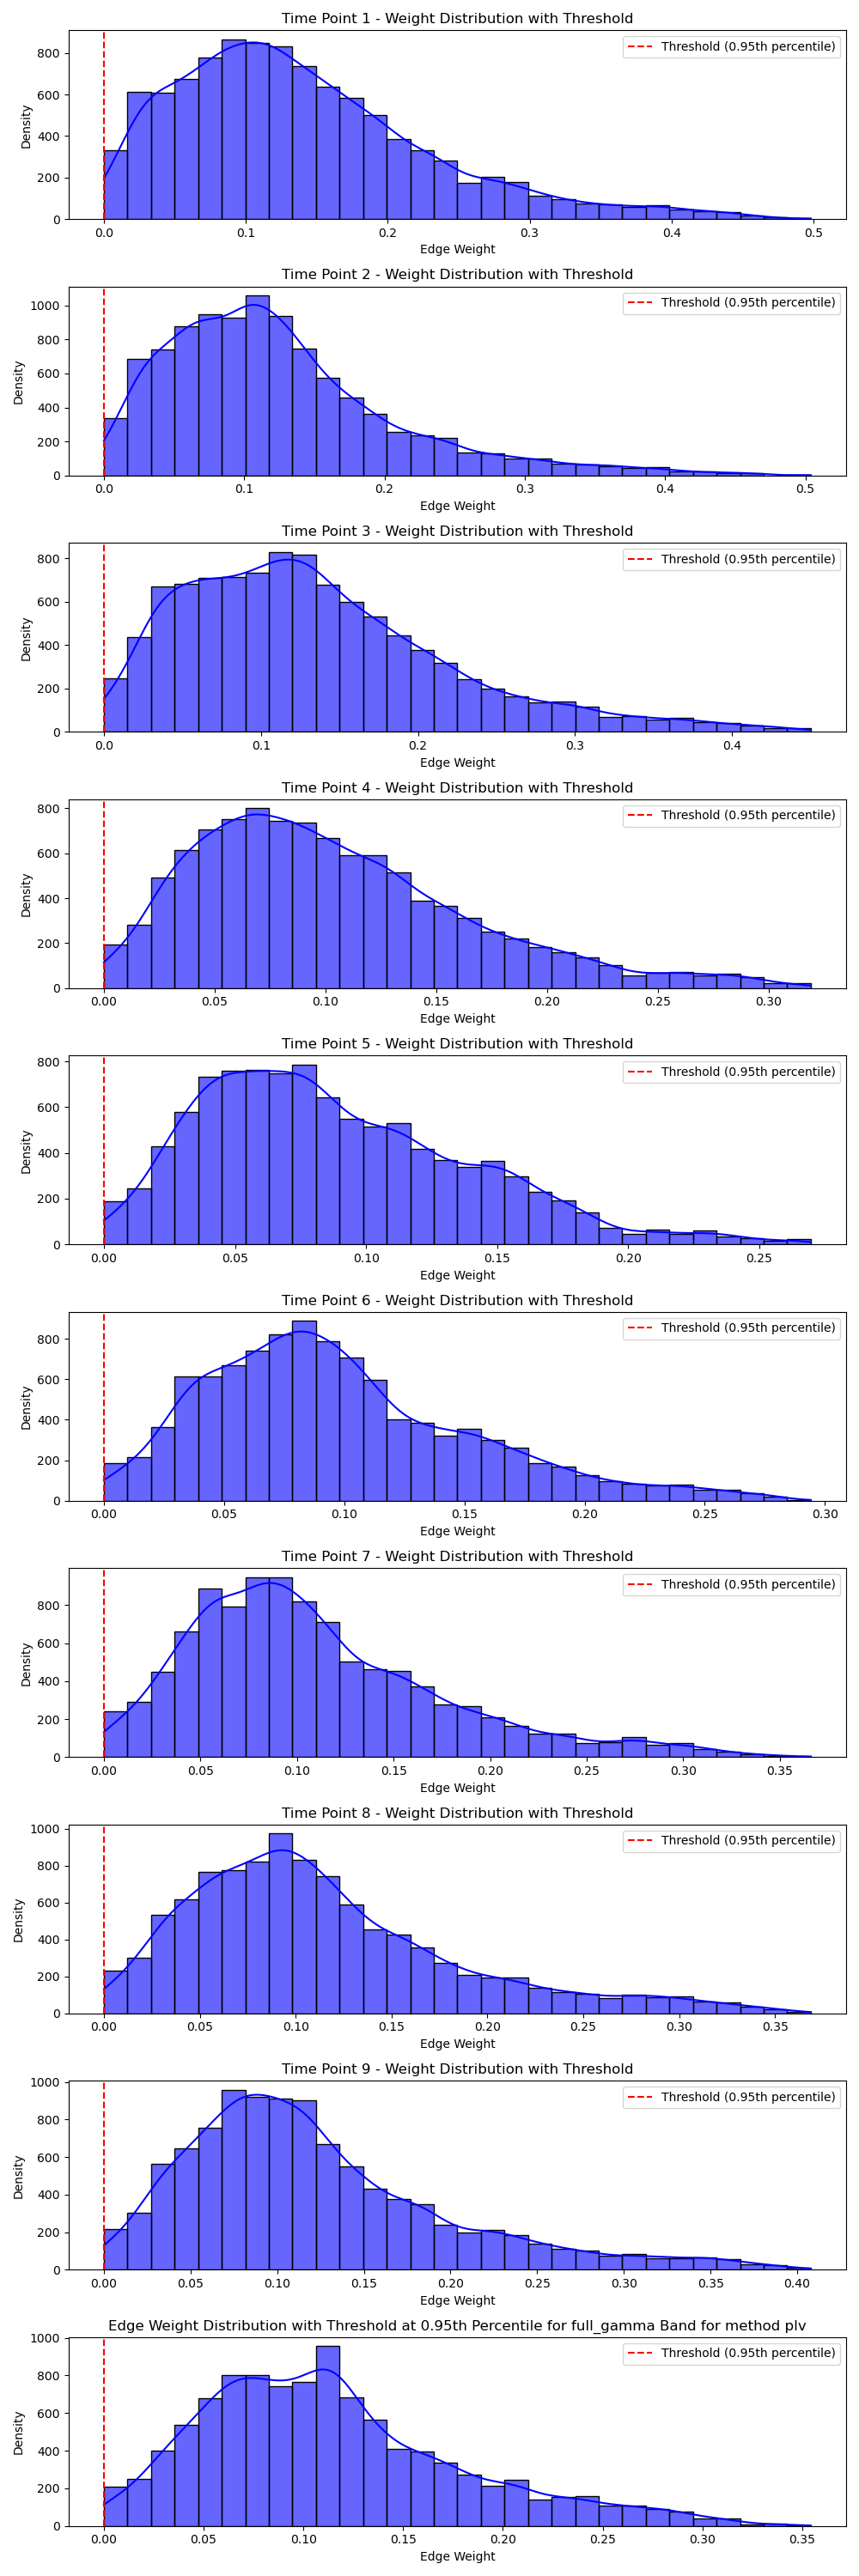 Time Point 1 - Weight Distribution with Threshold
Threshold (0.95th percentile)
Density
800
600
400
200
0
0.0 0.1 0.2 0.3 0.4 0.5
Edge Weight
Time Point 2 - Weight Distribution with Threshold
Threshold (0.95th percentile)
Density
1000
800
600
400
200
0
0.0 0.1 0.2 0.3 0.4 0.5
Edge Weight
Time Point 3 - Weight Distribution with Threshold
Threshold (0.95th percentile)
Density
800
600
400
200
0
0.0 0.1 0.2 0.3 0.4
Edge Weight
Time Point 4 - Weight Distribution with Threshold
Threshold (0.95th percentile)
Density
800
600
400
200
0
0.00 0.05 0.10 0.15 0.20 0.25 0.30
Edge Weight
Time Point 5 - Weight Distribution with Threshold
Threshold (0.95th percentile)
Density
800
600
400
200
0
0.00 0.05 0.10 0.15 0.20 0.25
Edge Weight
Time Point 6 - Weight Distribution with Threshold
Threshold (0.95th percentile)
Density
800
600
400
200
0
0.00 0.05 0.10 0.15 0.20 0.25 0.30
Edge Weight
Time Point 7 - Weight Distribution with Threshold
Threshold (0.95th percentile)
Density
800
600
400
200
0
0.00 0.05 0.10 0.15 0.20 0.25 0.30 0.35
Edge Weight
Time Point 8 - Weight Distribution with Threshold
Threshold (0.95th percentile)
Density
1000
800
600
400
200
0
0.00 0.05 0.10 0.15 0.20 0.25 0.30 0.35
Edge Weight
Time Point 9 - Weight Distribution with Threshold
Threshold (0.95th percentile)
Density
1000
800
600
400
200
0
0.00 0.05 0.10 0.15 0.20 0.25 0.30 0.35 0.40
Edge Weight
Edge Weight Distribution with Threshold at 0.95th Percentile for full_gamma Band for method plv
Threshold (0.95th percentile)
Density
1000
800
600
400
200
0
0.00 0.05 0.10 0.15 0.20 0.25 0.30 0.35
Edge Weight